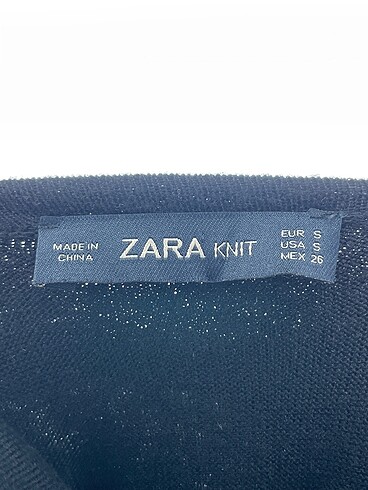 MADE IN
CHINA
ZARA KNIT
EUR S
USA S
MEX 26